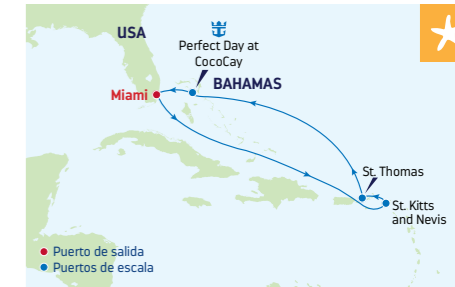 USA
Perfect Day at
CocoCay
BAHAMAS
Miami
St. Thomas
St. Kitts
and Nevis
Puerto de salida
Puertos de escala